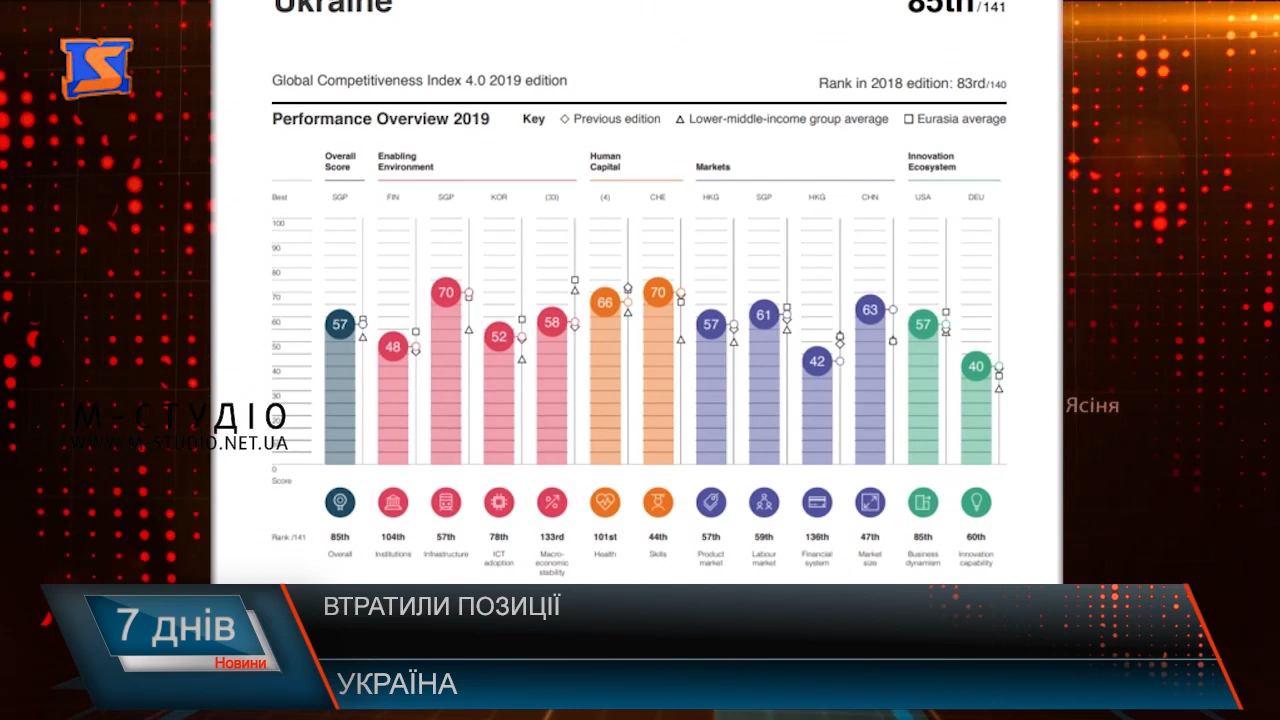 Ukraine
85th/141
Global Competitiveness Index 4.0 2019 edition
Rank in 2018 edition: 83rd/140
Performance Overview 2019
Key ◇ Previous edition △ Lower-middle-income group average □ Eurasia average
Overall Score
Enabling Environment
Human Capital
Markets
Innovation Ecosystem
Best SGP FIN SGP KOR (33) (4) CHE HKG SGP HKG CHN USA DEU
100
90
80
70
60
50
40
30
0
Score
57 48 70 52 58 66 70 57 61 42 63 57 40
Rank /141 85th 104th 57th 78th 133rd 101st 44th 57th 59th 136th 47th 85th 60th
Overall
Institutions
Infrastructure
ICT adoption
Macro-economic stability
Health
Skills
Product market
Labour market
Financial system
Market size
Business dynamism
Innovation capability
М-СТУДІО
WWW.M-STUDIO.NET.UA
Ясіня
7 днів
Новини
ВТРАТИЛИ ПОЗИЦІЇ
УКРАЇНА